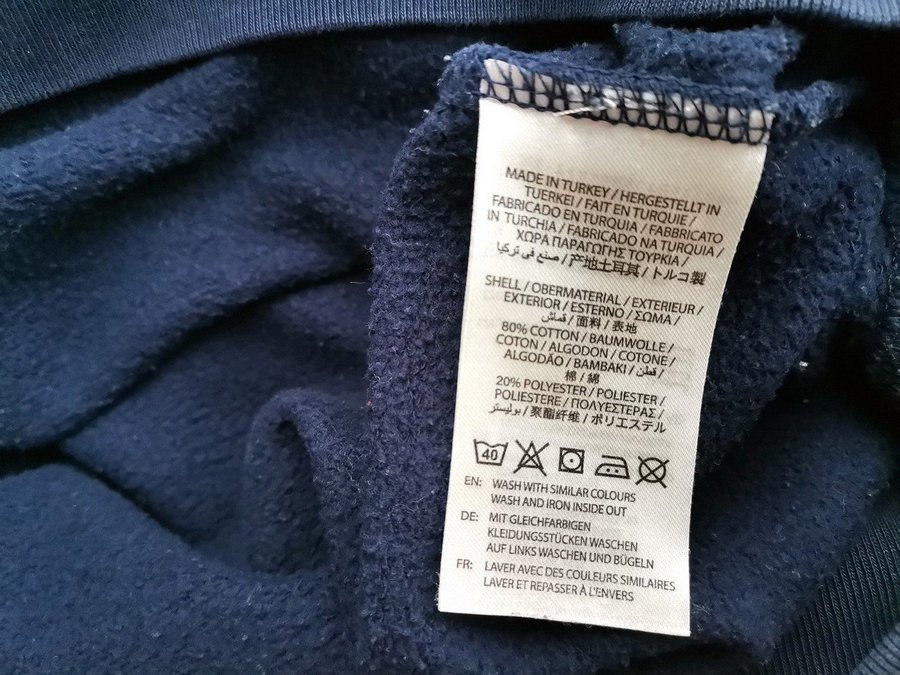 MADE IN TURKEY / HERGESTELLT IN
TUERKEI / FAIT EN TURQUIE /
FABRICADO EN TURQUIA / FABBRICATO
IN TURCHIA / FABRICADO NA TURQUIA /
ΧΩΡΑ ΠΑΡΑΓΩΓΗΣ ΤΟΥΡΚΙΑ /
صنع في تركيا / 产地土耳其 / トルコ製
SHELL / OBERMATERIAL / EXTERIEUR /
EXTERIOR / ESTERNO / ΣΩΜΑ /
قماش / 面料 / 表地
80% COTTON / BAUMWOLLE /
COTON / ALGODON / COTONE /
ALGODÃO / BAMBAKI / قطن /
棉 / 綿
20% POLYESTER / POLIESTER /
POLIESTERE / ΠΟΛΥΕΣΤΕΡΑΣ /
بوليستر / 聚酯纤维 / ポリエステル
40
EN: WASH WITH SIMILAR COLOURS
WASH AND IRON INSIDE OUT
DE: MIT GLEICHFARBIGEN
KLEIDUNGSSTÜCKEN WASCHEN
AUF LINKS WASCHEN UND BÜGELN
FR: LAVER AVEC DES COULEURS SIMILAIRES
LAVER ET REPASSER À L'ENVERS